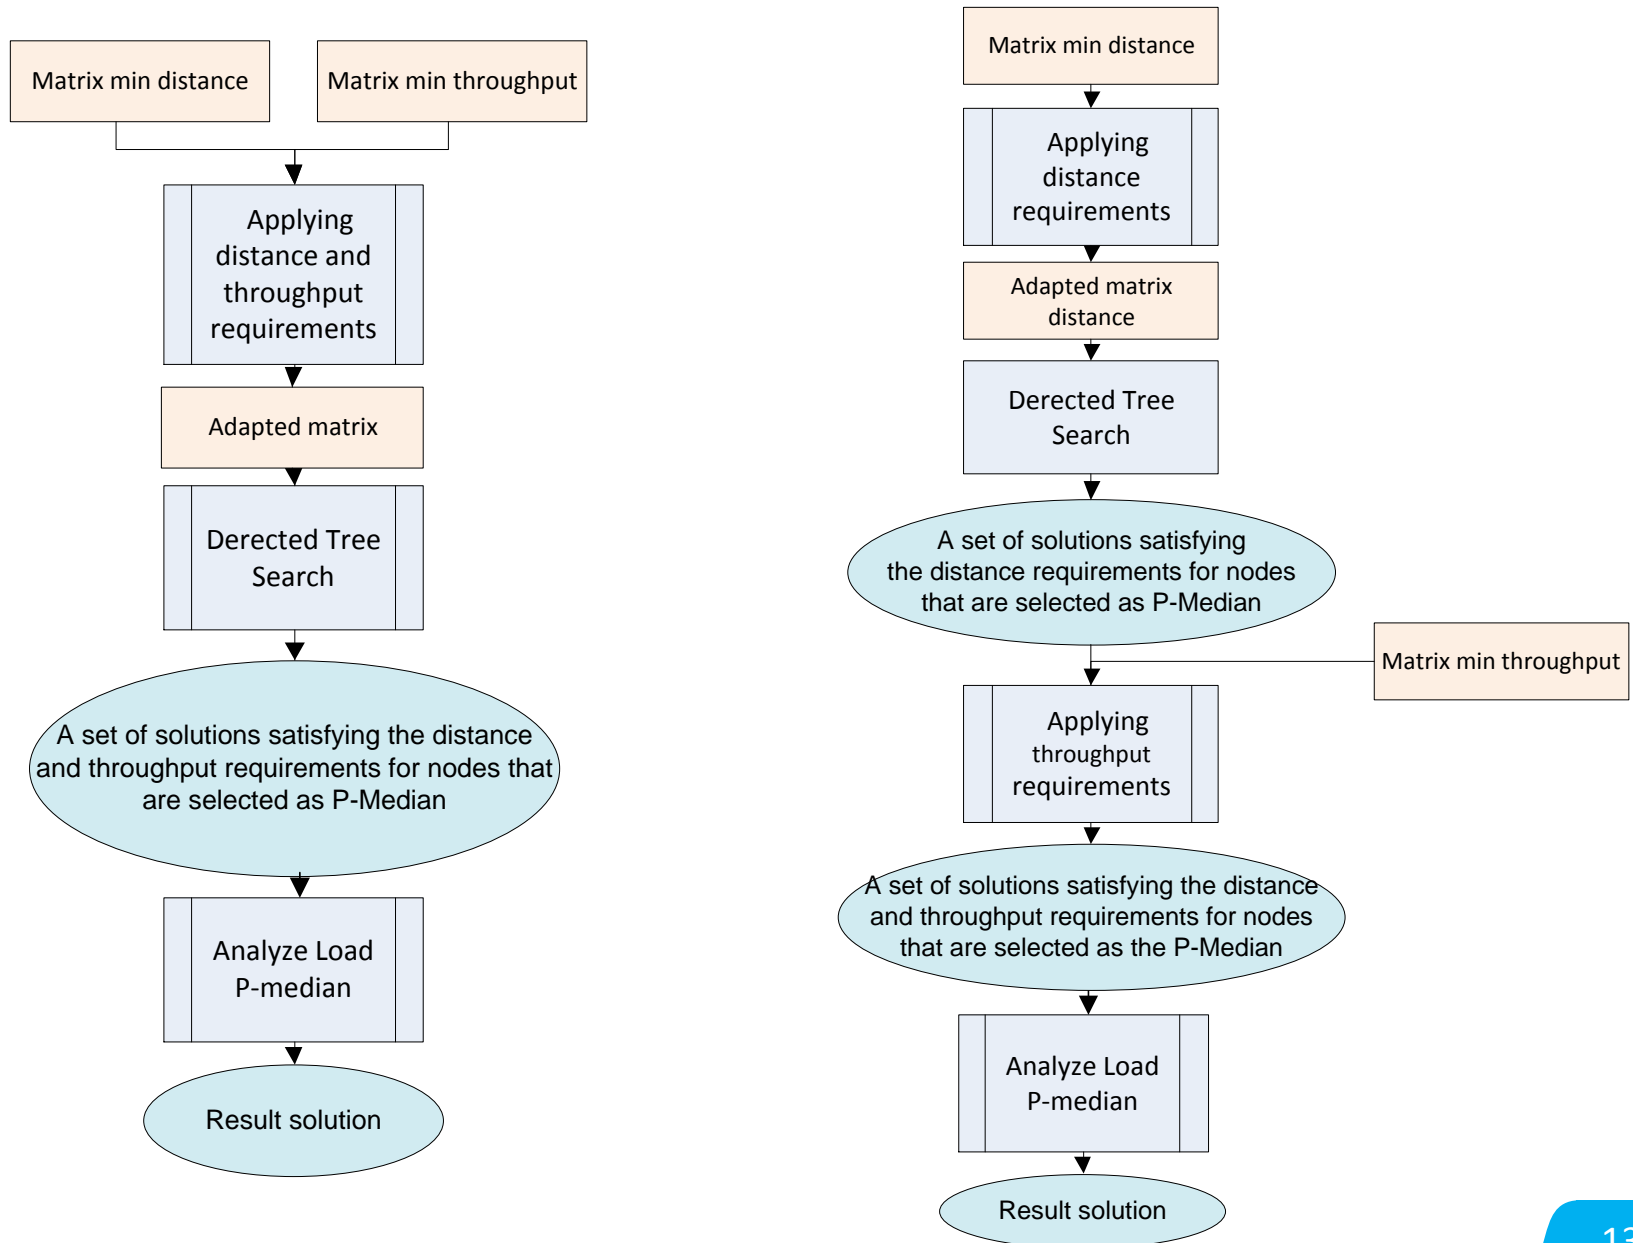 Matrix min distance
Matrix min throughput
Applying
distance and
throughput
requirements
Adapted matrix
Derected Tree
Search
A set of solutions satisfying the distance
and throughput requirements for nodes that
are selected as P-Median
Analyze Load
P-median
Result solution
Matrix min distance
Applying
distance
requirements
Adapted matrix
distance
Derected Tree
Search
A set of solutions satisfying
the distance requirements for nodes
that are selected as P-Median
Matrix min throughput
Applying
throughput
requirements
A set of solutions satisfying the distance
and throughput requirements for nodes
that are selected as the P-Median
Analyze Load
P-median
Result solution